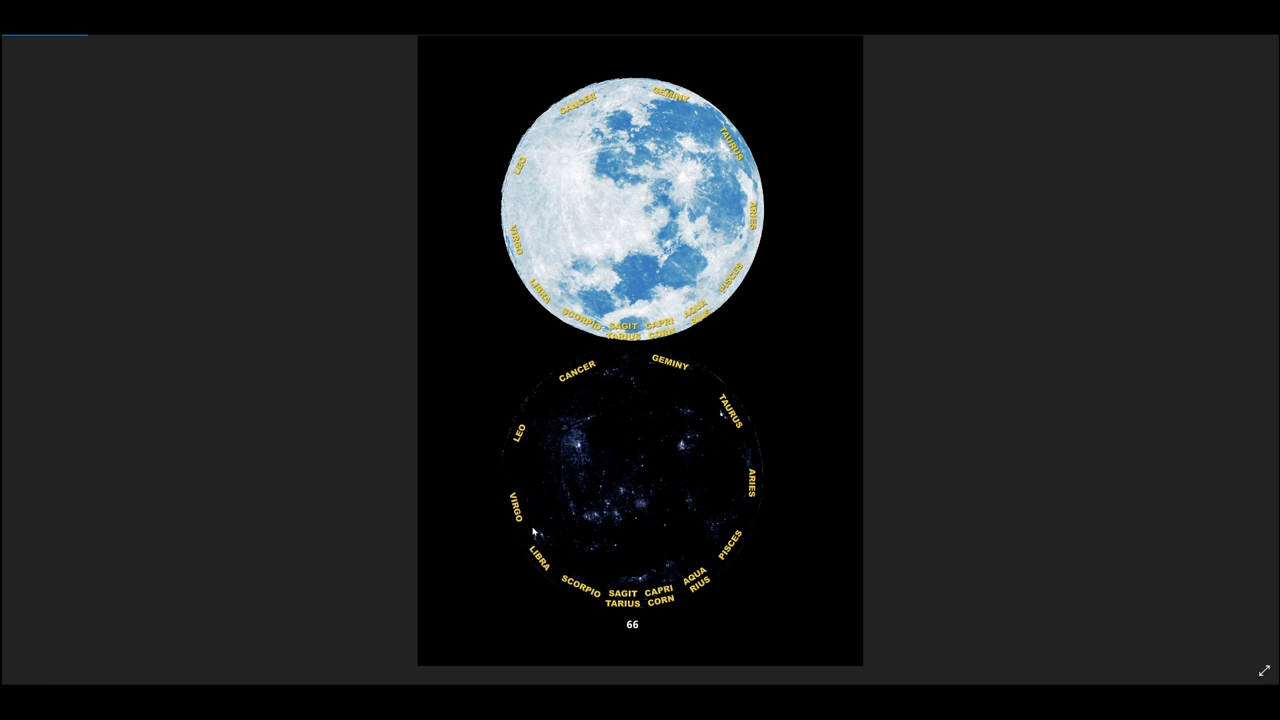 CANCER
GEMINY
TAURUS
LEO
ARIES
VIRGO
PISCES
LIBRA
SCORPIO
SAGIT
TARIUS
CAPRI
CORN
AQUA
RIUS
CANCER
GEMINY
TAURUS
LEO
ARIES
VIRGO
PISCES
LIBRA
SCORPIO
SAGIT
TARIUS
CAPRI
CORN
AQUA
RIUS
66